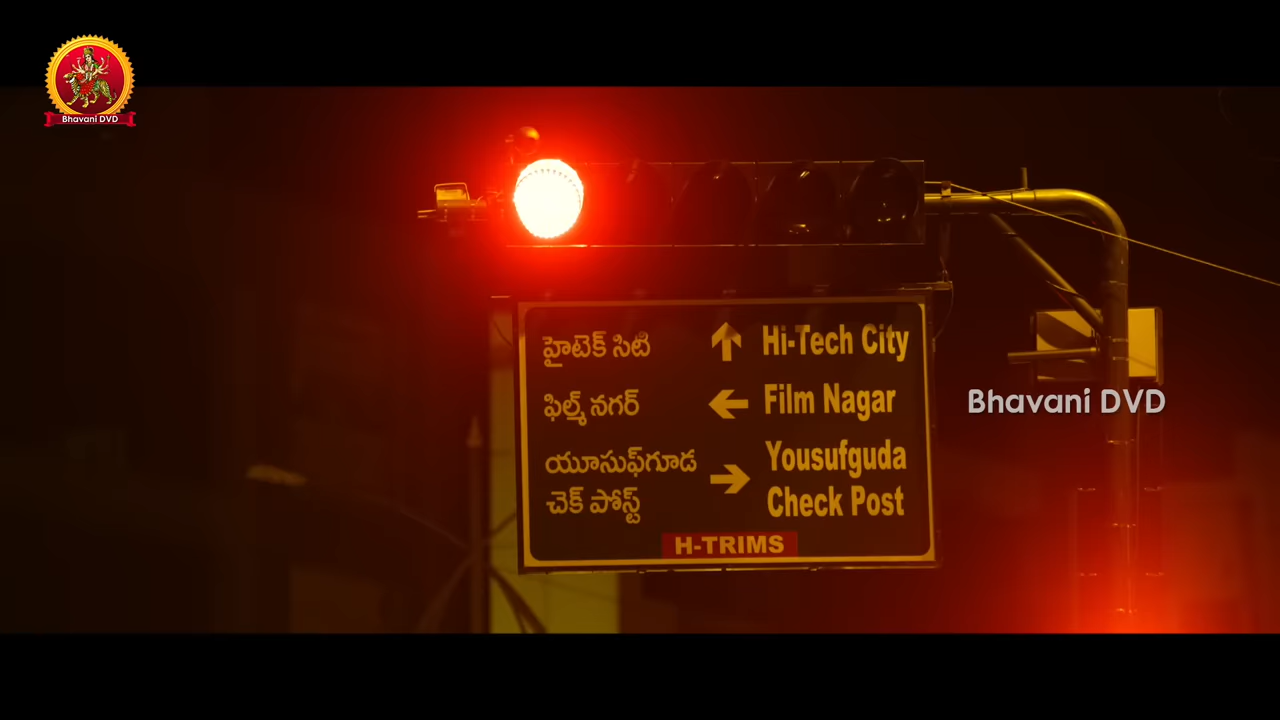 Bhavani DVD
హైటెక్ సిటి ↑ Hi-Tech City
ఫిల్మ్ నగర్ ← Film Nagar
యూసుఫ్‌గూడ → Yousufguda
చెక్ పోస్ట్ Check Post
H-TRIMS
Bhavani DVD